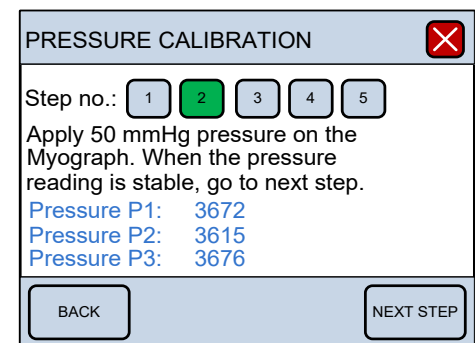 PRESSURE CALIBRATION
Step no.: 1 2 3 4 5
Apply 50 mmHg pressure on the
Myograph. When the pressure
reading is stable, go to next step.
Pressure P1: 3672
Pressure P2: 3615
Pressure P3: 3676
BACK NEXT STEP